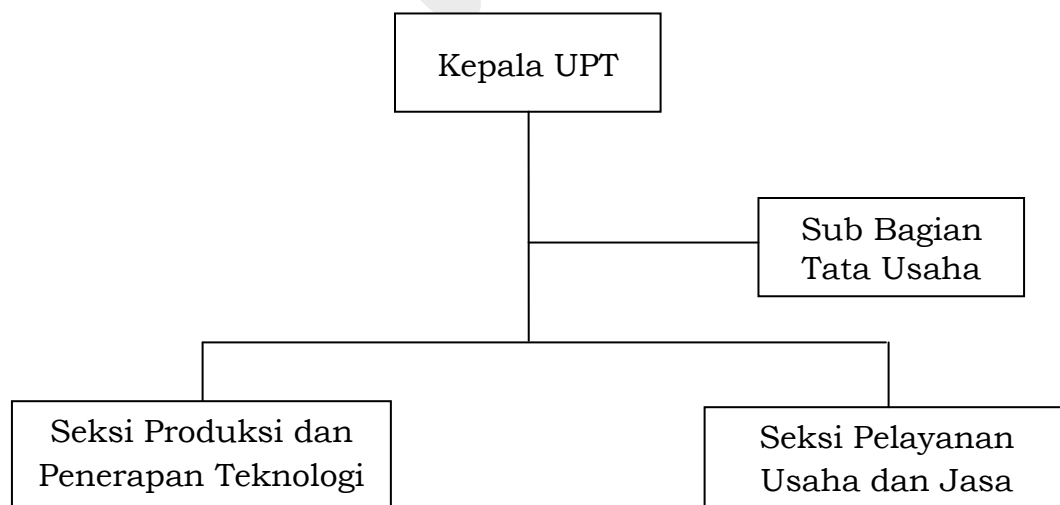 Kepala UPT
Sub Bagian
Tata Usaha
Seksi Produksi dan
Penerapan Teknologi
Seksi Pelayanan
Usaha dan Jasa